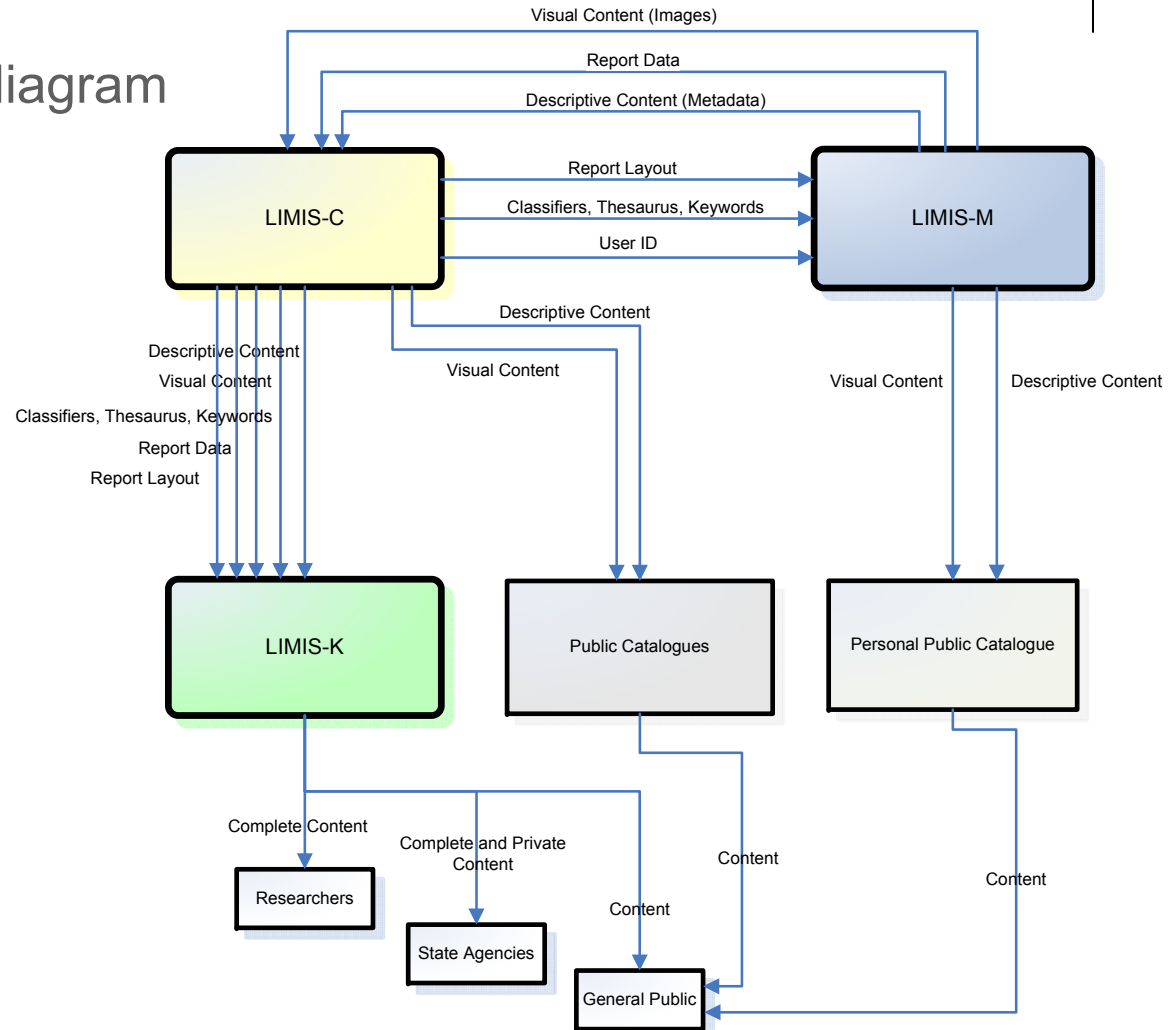 Visual Content (Images)
diagram
Report Data
Descriptive Content (Metadata)
LIMIS-C
Report Layout
Classifiers, Thesaurus, Keywords
User ID
LIMIS-M
Descriptive Content
Visual Content
Classifiers, Thesaurus, Keywords
Report Data
Report Layout
Descriptive Content
Visual Content
Visual Content
Descriptive Content
LIMIS-K
Public Catalogues
Personal Public Catalogue
Complete Content
Complete and Private
Content
Content
Content
Content
Researchers
State Agencies
General Public